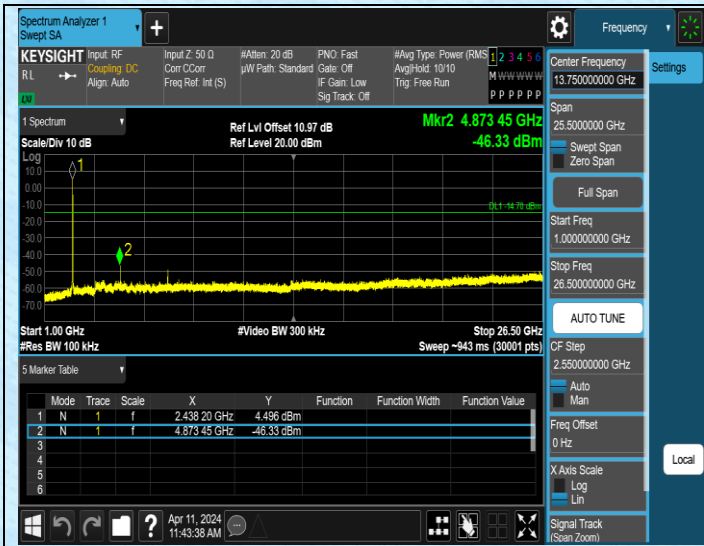 Spectrum Analyzer 1
Swept SA
+
Frequency
KEYSIGHT
RL
LXI
Input: RF
Coupling: DC
Align: Auto
Input Z: 50 Ω
Corr CCorr
Freq Ref: Int (S)
#Atten: 20 dB
µW Path: Standard
PNO: Fast
Gate: Off
IF Gain: Low
Sig Track: Off
#Avg Type: Power (RMS
Avg|Hold: 10/10
Trig: Free Run
1 2 3 4 5 6
M W W W W W
P P P P P P
1 Spectrum
Scale/Div 10 dB
Ref Lvl Offset 10.97 dB
Ref Level 20.00 dBm
Mkr2 4.873 45 GHz
-46.33 dBm
Log
10.0
0.00
-10.0
-20.0
-30.0
-40.0
-50.0
-60.0
-70.0
1
2
DL1 -14.70 dBm
Start 1.00 GHz
#Res BW 100 kHz
#Video BW 300 kHz
Stop 26.50 GHz
Sweep ~943 ms (30001 pts)
5 Marker Table
Mode Trace Scale X Y Function Function Width Function Value
1 N 1 f 2.438 20 GHz 4.496 dBm
2 N 1 f 4.873 45 GHz -46.33 dBm
3
4
5
6
Apr 11, 2024
11:43:38 AM
?
Center Frequency
13.750000000 GHz
Span
25.5000000 GHz
Swept Span
Zero Span
Full Span
Start Freq
1.000000000 GHz
Stop Freq
26.500000000 GHz
AUTO TUNE
CF Step
2.550000000 GHz
Auto
Man
Freq Offset
0 Hz
X Axis Scale
Log
Lin
Signal Track
(Span Zoom)
Settings
Local